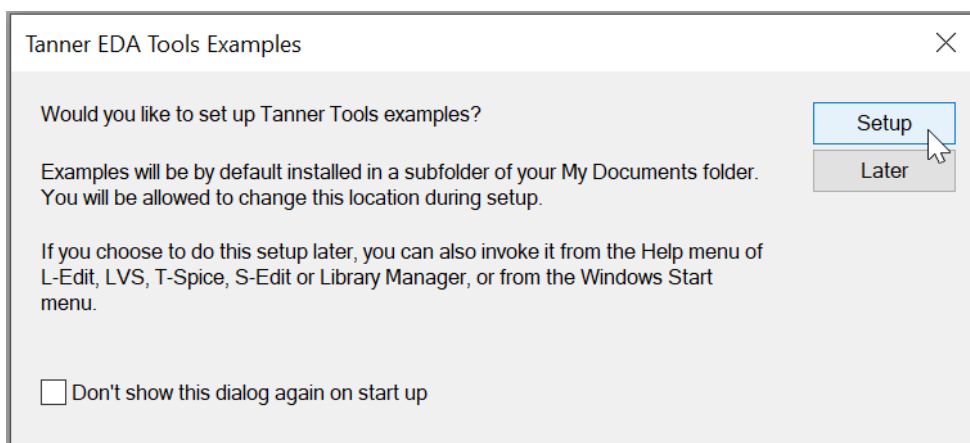 Tanner EDA Tools Examples
Would you like to set up Tanner Tools examples?
Setup
Later
Examples will be by default installed in a subfolder of your My Documents folder.
You will be allowed to change this location during setup.
If you choose to do this setup later, you can also invoke it from the Help menu of
L-Edit, LVS, T-Spice, S-Edit or Library Manager, or from the Windows Start
menu.
Don't show this dialog again on start up